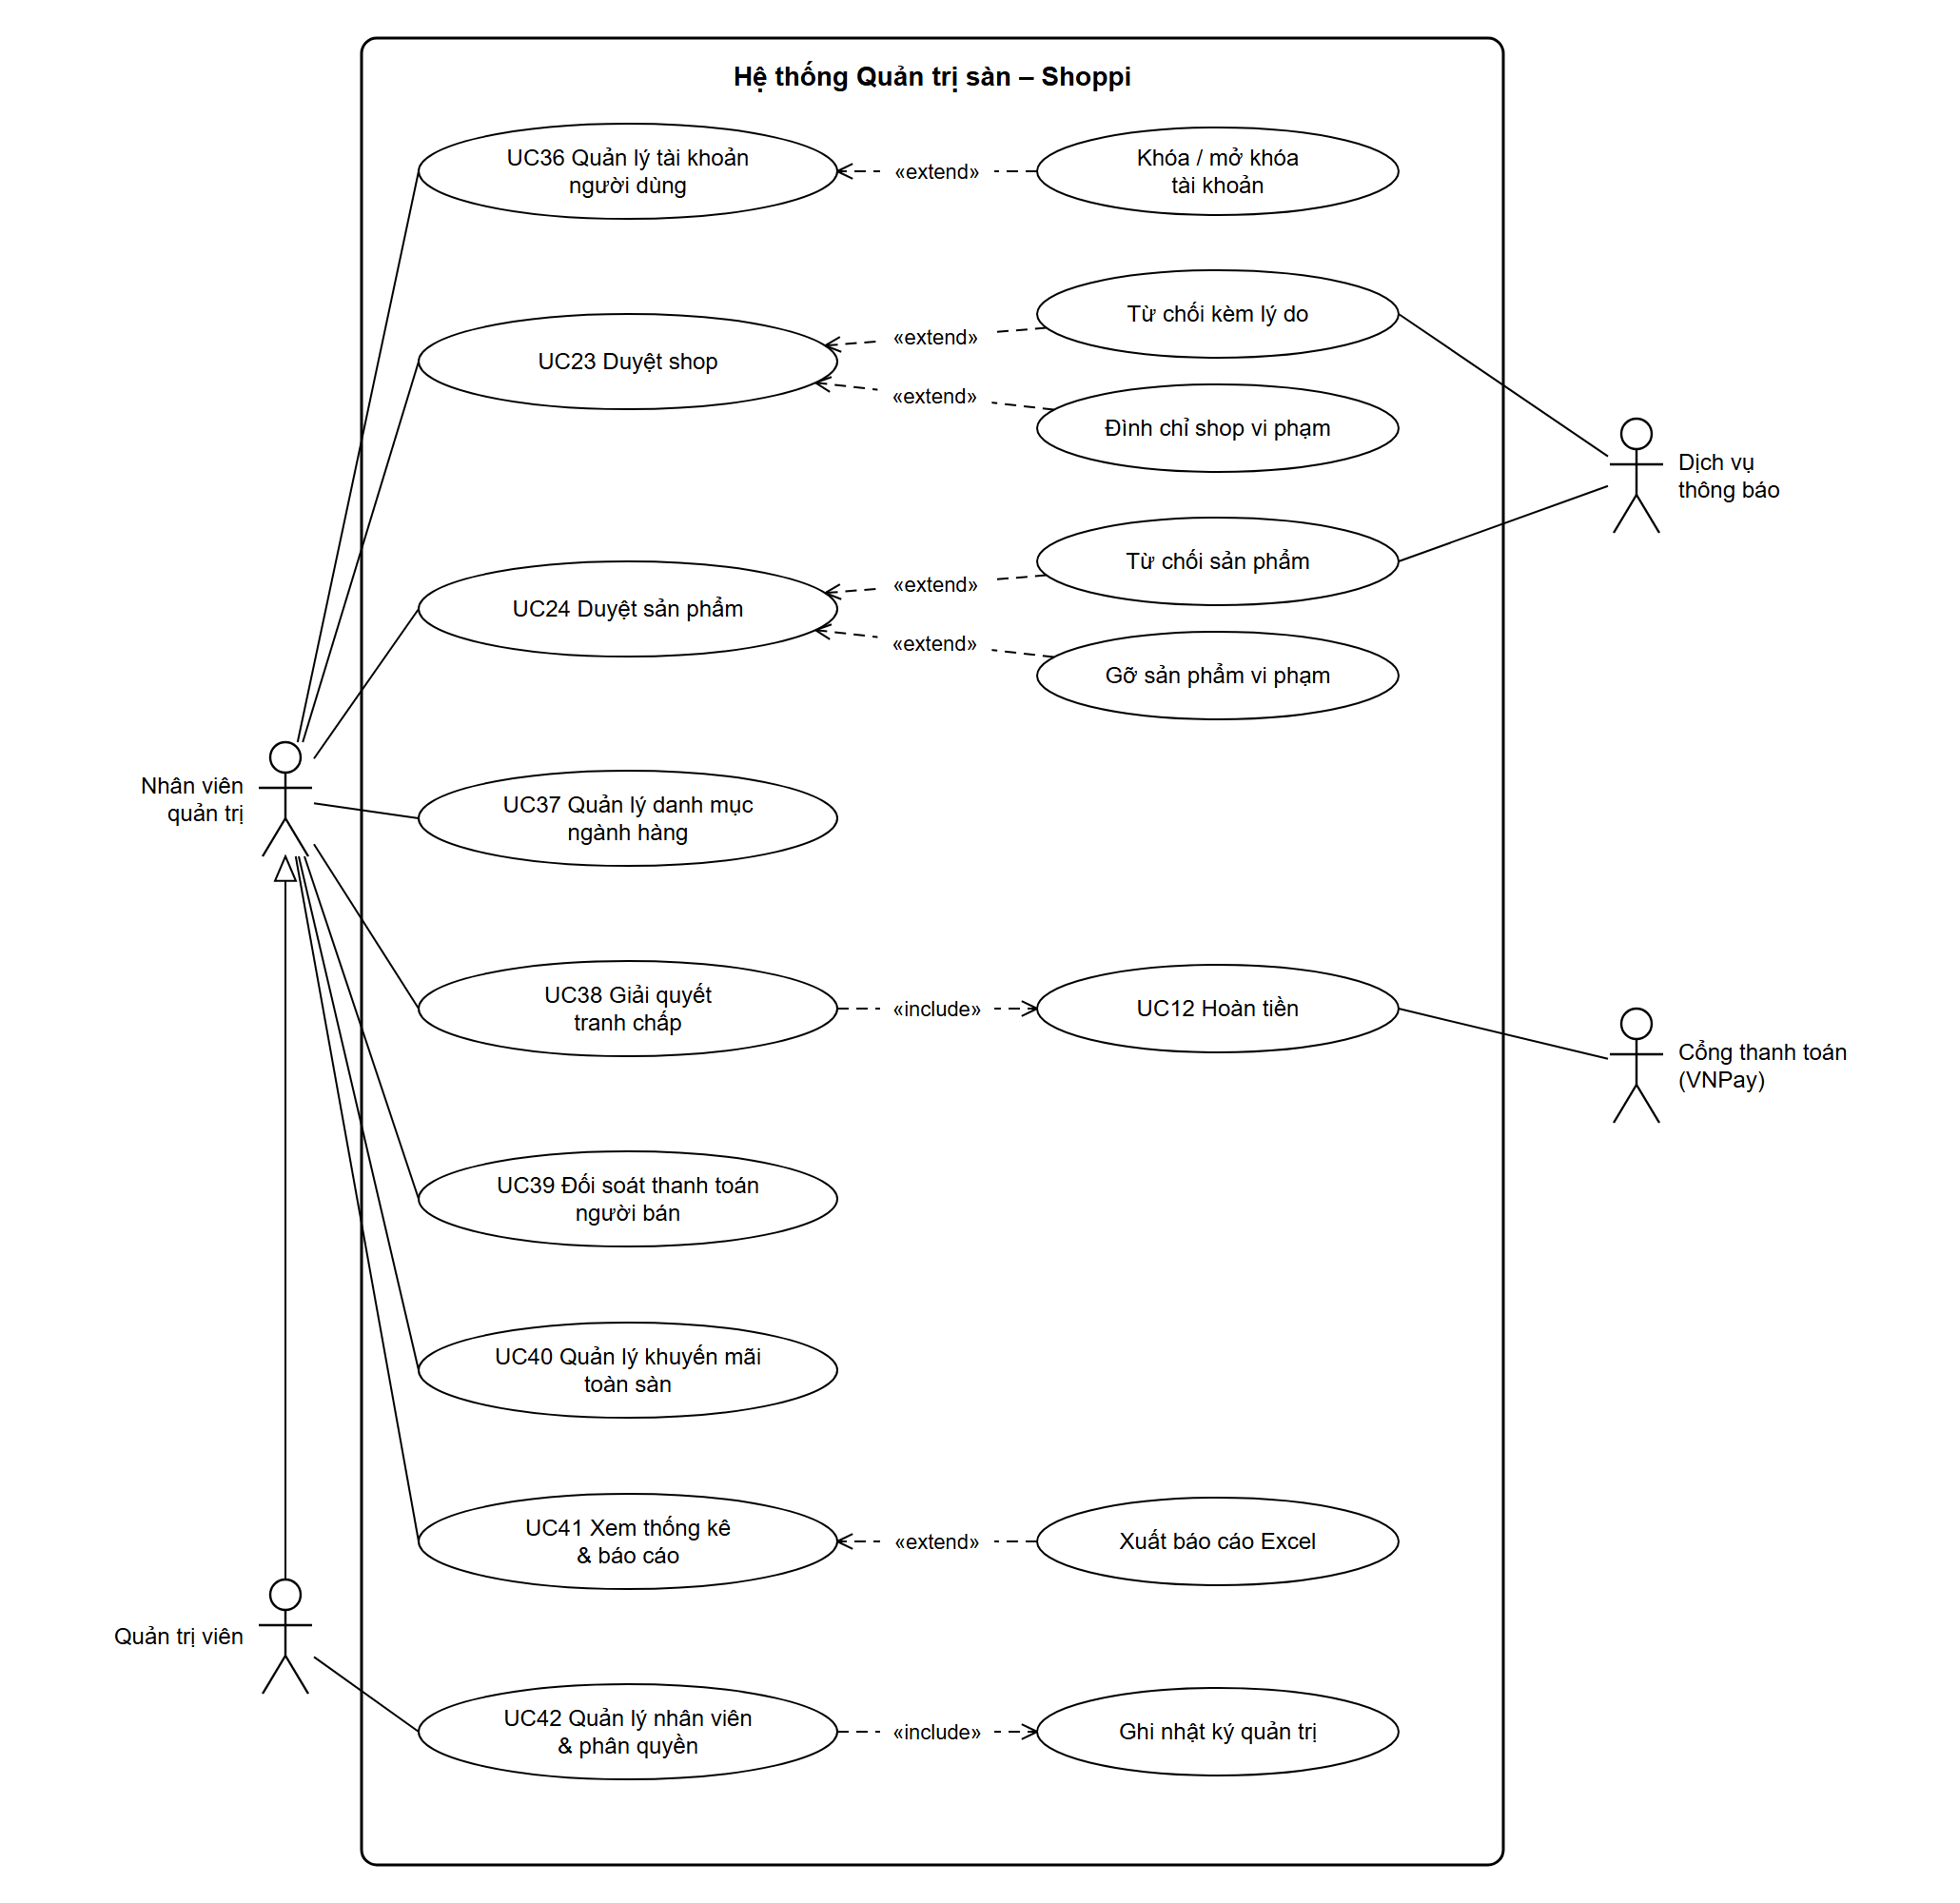 Hệ thống Quản trị sàn – Shoppi
UC36 Quản lý tài khoản
người dùng
«extend»
Khóa / mở khóa
tài khoản
UC23 Duyệt shop
«extend»
Từ chối kèm lý do
«extend»
Đình chỉ shop vi phạm
Dịch vụ
thông báo
UC24 Duyệt sản phẩm
«extend»
Từ chối sản phẩm
«extend»
Gỡ sản phẩm vi phạm
Nhân viên
quản trị
UC37 Quản lý danh mục
ngành hàng
UC38 Giải quyết
tranh chấp
«include»
UC12 Hoàn tiền
Cổng thanh toán
(VNPay)
UC39 Đối soát thanh toán
người bán
UC40 Quản lý khuyến mãi
toàn sàn
UC41 Xem thống kê
& báo cáo
«extend»
Xuất báo cáo Excel
Quản trị viên
UC42 Quản lý nhân viên
& phân quyền
«include»
Ghi nhật ký quản trị